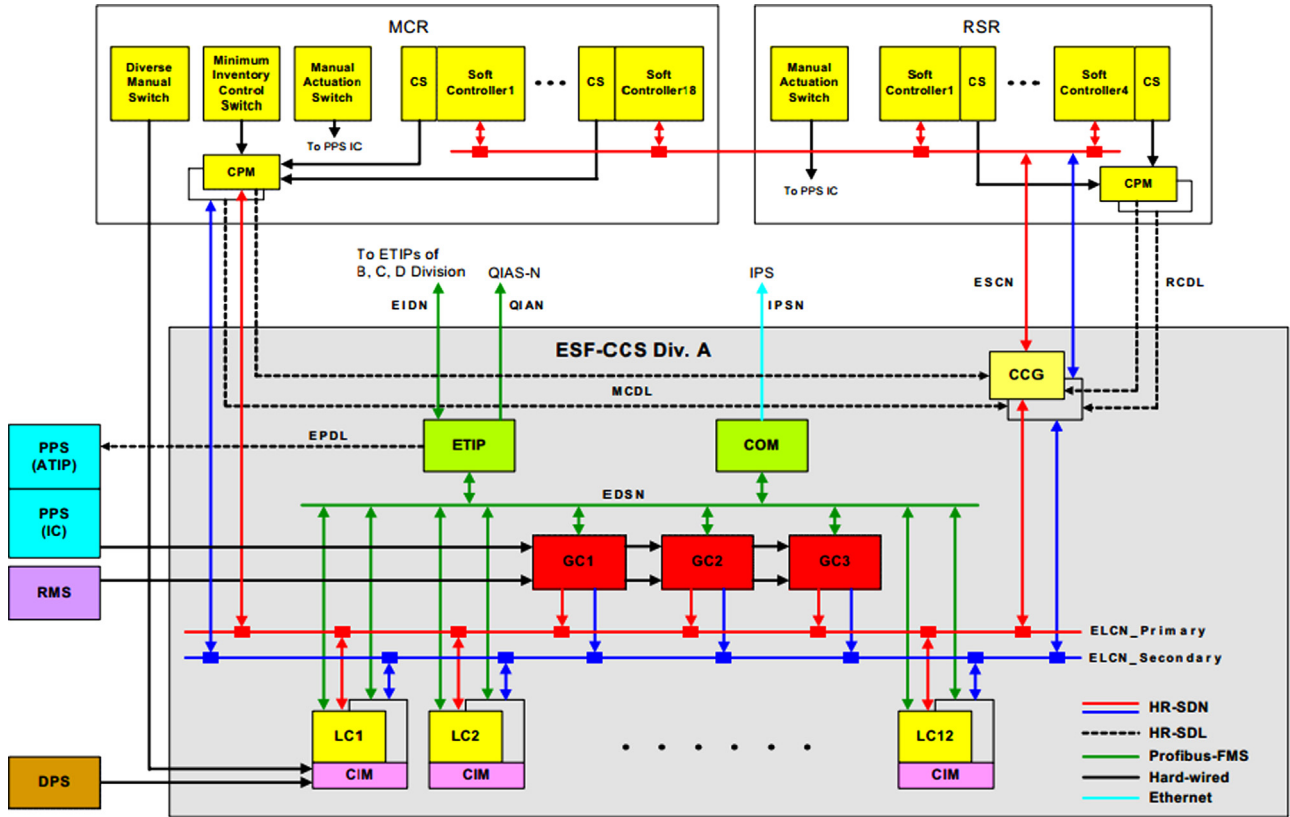 MCR
RSR
Diverse
Manual
Switch
Minimum
Inventory
Control
Switch
Manual
Actuation
Switch
CS
Soft
Controller1
CS
Soft
Controller18
Manual
Actuation
Switch
Soft
Controller1
CS
Soft
Controller4
CS
To PPS IC
CPM
To PPS IC
CPM
To ETIPs of
B, C, D Division
QIAS-N
IPS
EIDN
QIAN
IPSN
ESCN
RCDL
ESF-CCS Div. A
CCG
MCDL
EPDL
ETIP
COM
PPS
(ATIP)
EDSN
PPS
(IC)
GC1
GC2
GC3
RMS
ELCN_Primary
ELCN_Secondary
LC1
LC2
LC12
CIM
CIM
CIM
DPS
HR-SDN
HR-SDL
Profibus-FMS
Hard-wired
Ethernet